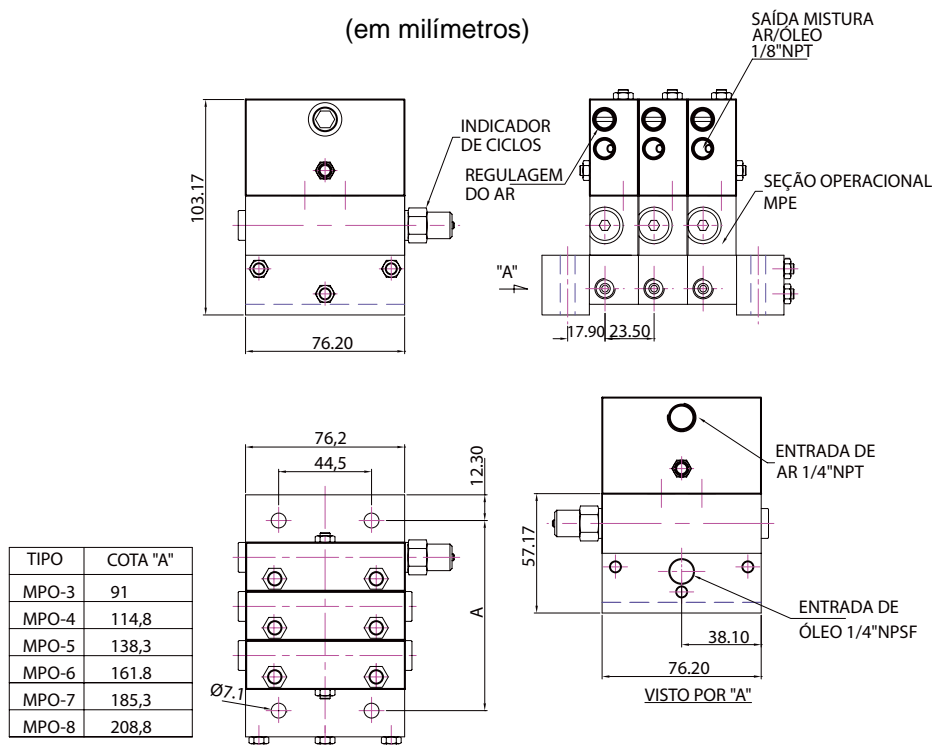 (em milímetros)
SAÍDA MISTURA
AR/ÓLEO
1/8"NPT
INDICADOR
DE CICLOS
REGULAGEM
DO AR
SEÇÃO OPERACIONAL
MPE
103.17
"A"
17.90
23.50
76.20
76,2
44,5
12.30
ENTRADA DE
AR 1/4"NPT
57.17
TIPO COTA "A"
MPO-3 91
MPO-4 114,8
MPO-5 138,3
MPO-6 161.8
MPO-7 185,3
MPO-8 208,8
A
Ø7.1
ENTRADA DE
ÓLEO 1/4"NPSF
38.10
76.20
VISTO POR "A"